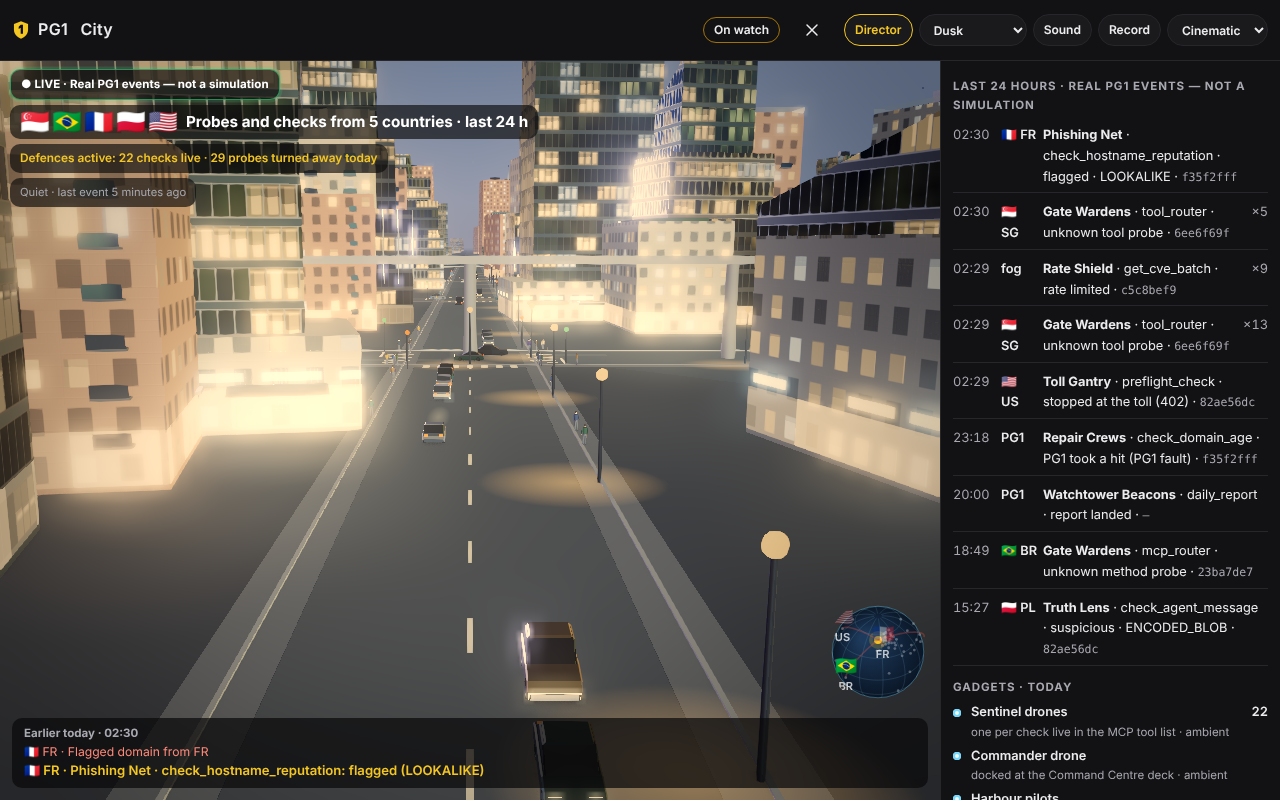 PG1 City
On watch
Director
Dusk
Sound
Record
Cinematic
LIVE · Real PG1 events — not a simulation
Probes and checks from 5 countries · last 24 h
Defences active: 22 checks live · 29 probes turned away today
Quiet · last event 5 minutes ago
US
FR
BR
Earlier today · 02:30
🇫🇷 FR · Flagged domain from FR
🇫🇷 FR · Phishing Net · check_hostname_reputation: flagged (LOOKALIKE)
LAST 24 HOURS · REAL PG1 EVENTS — NOT A
SIMULATION
02:30 🇫🇷 FR Phishing Net ·
check_hostname_reputation ·
flagged · LOOKALIKE · f35f2fff
02:30 🇸🇬 Gate Wardens · tool_router · ×5
SG unknown tool probe · 6ee6f69f
02:29 fog Rate Shield · get_cve_batch · ×9
rate limited · c5c8bef9
02:29 🇸🇬 Gate Wardens · tool_router · ×13
SG unknown tool probe · 6ee6f69f
02:29 🇺🇸 Toll Gantry · preflight_check ·
US stopped at the toll (402) · 82ae56dc
23:18 PG1 Repair Crews · check_domain_age ·
PG1 took a hit (PG1 fault) · f35f2fff
20:00 PG1 Watchtower Beacons · daily_report
· report landed · —
18:49 🇧🇷 BR Gate Wardens · mcp_router ·
unknown method probe · 23ba7de7
15:27 🇵🇱 PL Truth Lens · check_agent_message
· suspicious · ENCODED_BLOB ·
82ae56dc
GADGETS · TODAY
Sentinel drones 22
one per check live in the MCP tool list · ambient
Commander drone
docked at the Command Centre deck · ambient
Harbour pilots